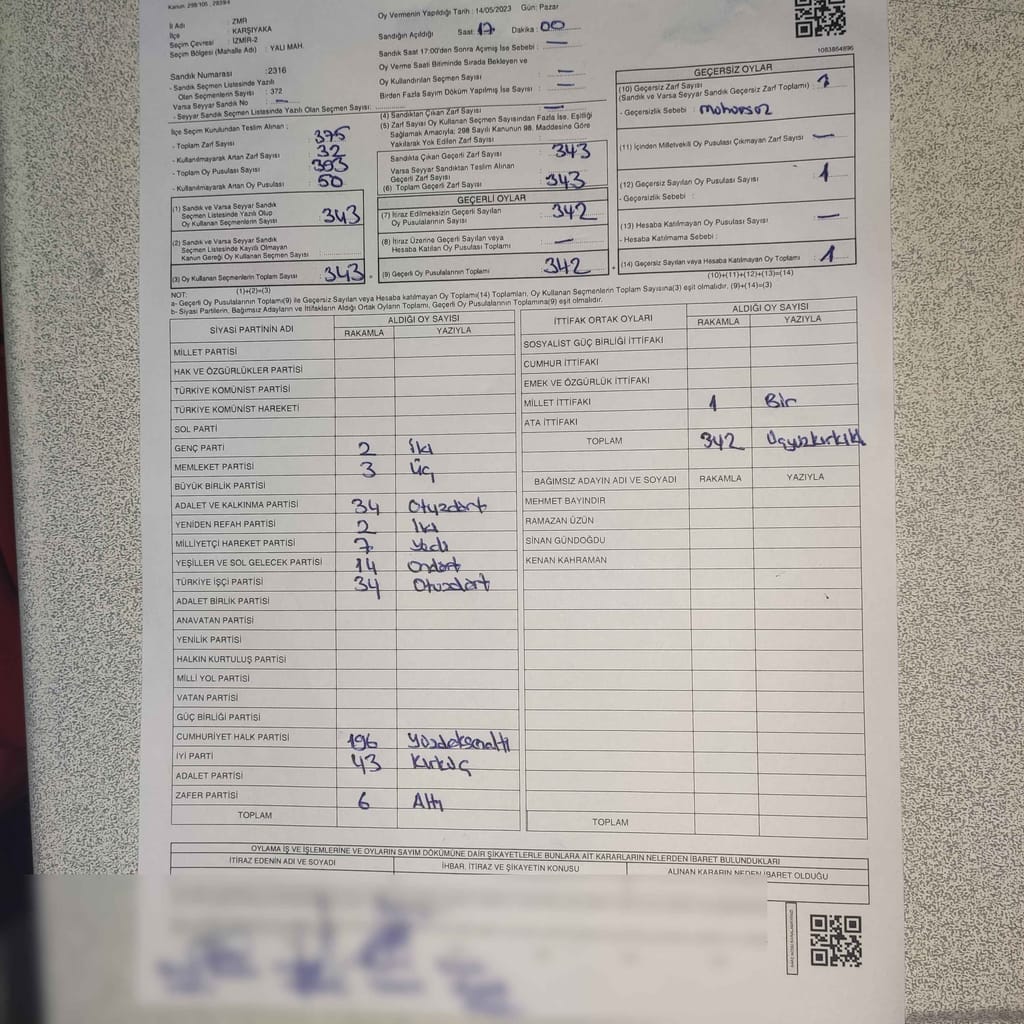 Kanun: 298/105 , 2839/4
İl Adı : ZMR
İlçe : KARŞIYAKA
Seçim Çevresi : İZMİR-2
Seçim Bölgesi (Mahalle Adı) : YALI MAH.
Sandık Numarası :2316
- Sandık Seçmen Listesinde Yazılı
Olan Seçmenlerin Sayısı : 372
Varsa Seyyar Sandık No : —
- Seyyar Sandık Seçmen Listesinde Yazılı Olan Seçmen Sayısı:
İlçe Seçim Kurulundan Teslim Alınan :
- Toplam Zarf Sayısı : 375
- Kullanılmayarak Artan Zarf Sayısı : 32
- Toplam Oy Pusulası Sayısı : 393
- Kullanılmayarak Artan Oy Pusulası : 50
(1) Sandık ve Varsa Seyyar Sandık
Seçmen Listesinde Yazılı Olup
Oy Kullanan Seçmenlerin Sayısı : 343
(2) Sandık ve Varsa Seyyar Sandık
Seçmen Listesinde Kayıtlı Olmayan
Kanun Gereği Oy Kullanan Seçmen Sayısı :
(3) Oy Kullanan Seçmenlerin Toplam Sayısı : 343
(1)+(2)=(3)
Oy Vermenin Yapıldığı Tarih : 14/05/2023 Gün: Pazar
Sandığın Açıldığı Saat: 17 Dakika : 00
Sandık Saat 17:00'den Sonra Açılmış İse Sebebi : —
Oy Verme Saati Bitiminde Sırada Bekleyen ve
Oy Kullandırılan Seçmen Sayısı : —
Birden Fazla Sayım Döküm Yapılmış İse Sayısı : —
(4) Sandıktan Çıkan Zarf Sayısı : —
(5) Zarf Sayısı Oy Kullanan Seçmen Sayısından Fazla İse, Eşitliği
Sağlamak Amacıyla; 298 Sayılı Kanunun 98. Maddesine Göre
Yakılarak Yok Edilen Zarf Sayısı :
Sandıkta Çıkan Geçerli Zarf Sayısı : 343
Varsa Seyyar Sandıktan Teslim Alınan
Geçerli Zarf Sayısı :
(6) Toplam Geçerli Zarf Sayısı : 343
GEÇERLİ OYLAR
(7) İtiraz Edilmeksizin Geçerli Sayılan : 342
Oy Pusulalarının Sayısı
(8) İtiraz Üzerine Geçerli Sayılan veya
Hesaba Katılan Oy Pusulası Toplamı : —
(9) Geçerli Oy Pusulalarının Toplamı : 342
1083864896
GEÇERSİZ OYLAR
(10) Geçersiz Zarf Sayısı
(Sandık ve Varsa Seyyar Sandık Geçersiz Zarf Toplamı) :
- Geçersizlik Sebebi :
(11) İçinden Milletvekili Oy Pusulası Çıkmayan Zarf Sayısı : —
(12) Geçersiz Sayılan Oy Pusulası Sayısı : 1
- Geçersizlik Sebebi :
(13) Hesaba Katılmayan Oy Pusulası Sayısı : —
- Hesaba Katılmama Sebebi :
(14) Geçersiz Sayılan veya Hesaba Katılmayan Oy Toplamı : 1
(10)+(11)+(12)+(13)=(14)
NOT:
a- Geçerli Oy Pusulalarının Toplamı(9) ile Geçersiz Sayılan veya Hesaba katılmayan Oy Toplamı(14) Toplamları, Oy Kullanan Seçmenlerin Toplam Sayısına(3) eşit olmalıdır. (9)+(14)=(3)
b- Siyasi Partilerin, Bağımsız Adayların ve İttifakların Aldığı Ortak Oyların Toplamı, Geçerli Oy Pusulalarının Toplamına(9) eşit olmalıdır.
SİYASİ PARTİNİN ADI ALDIĞI OY SAYISI
RAKAMLA YAZIYLA
MİLLET PARTİSİ
HAK VE ÖZGÜRLÜKLER PARTİSİ
TÜRKİYE KOMÜNİST PARTİSİ
TÜRKİYE KOMÜNİST HAREKETİ
SOL PARTİ
GENÇ PARTİ 2 İki
MEMLEKET PARTİSİ 3 Üç
BÜYÜK BİRLİK PARTİSİ
ADALET VE KALKINMA PARTİSİ 34 Otuzdört
YENİDEN REFAH PARTİSİ 2 İki
MİLLİYETÇİ HAREKET PARTİSİ 7 Yedi
YEŞİLLER VE SOL GELECEK PARTİSİ 14 Ondört
TÜRKİYE İŞÇİ PARTİSİ 34 Otuzdört
ADALET BİRLİK PARTİSİ
ANAVATAN PARTİSİ
YENİLİK PARTİSİ
HALKIN KURTULUŞ PARTİSİ
MİLLİ YOL PARTİSİ
VATAN PARTİSİ
GÜÇ BİRLİĞİ PARTİSİ
CUMHURİYET HALK PARTİSİ 196
İYİ PARTİ 43 Kırküç
ADALET PARTİSİ
ZAFER PARTİSİ 6 Altı
TOPLAM
İTTİFAK ORTAK OYLARI ALDIĞI OY SAYISI
RAKAMLA YAZIYLA
SOSYALİST GÜÇ BİRLİĞİ İTTİFAKI
CUMHUR İTTİFAKI
EMEK VE ÖZGÜRLÜK İTTİFAKI
MİLLET İTTİFAKI 1 Bir
ATA İTTİFAKI
TOPLAM 342 Üçyüzkırkiki
BAĞIMSIZ ADAYIN ADI VE SOYADI RAKAMLA YAZIYLA
MEHMET BAYINDIR
RAMAZAN ÜZÜN
SİNAN GÜNDOĞDU
KENAN KAHRAMAN
TOPLAM
OYLAMA İŞ VE İŞLEMLERİNE VE OYLARIN SAYIM DÖKÜMÜNE DAİR ŞİKAYETLERLE BUNLARA AİT KARARLARIN NELERDEN İBARET BULUNDUKLARI
İTİRAZ EDENİN ADI VE SOYADI İHBAR, İTİRAZ VE ŞİKAYETİN KONUSU ALINAN KARARIN NEDEN İBARET OLDUĞU